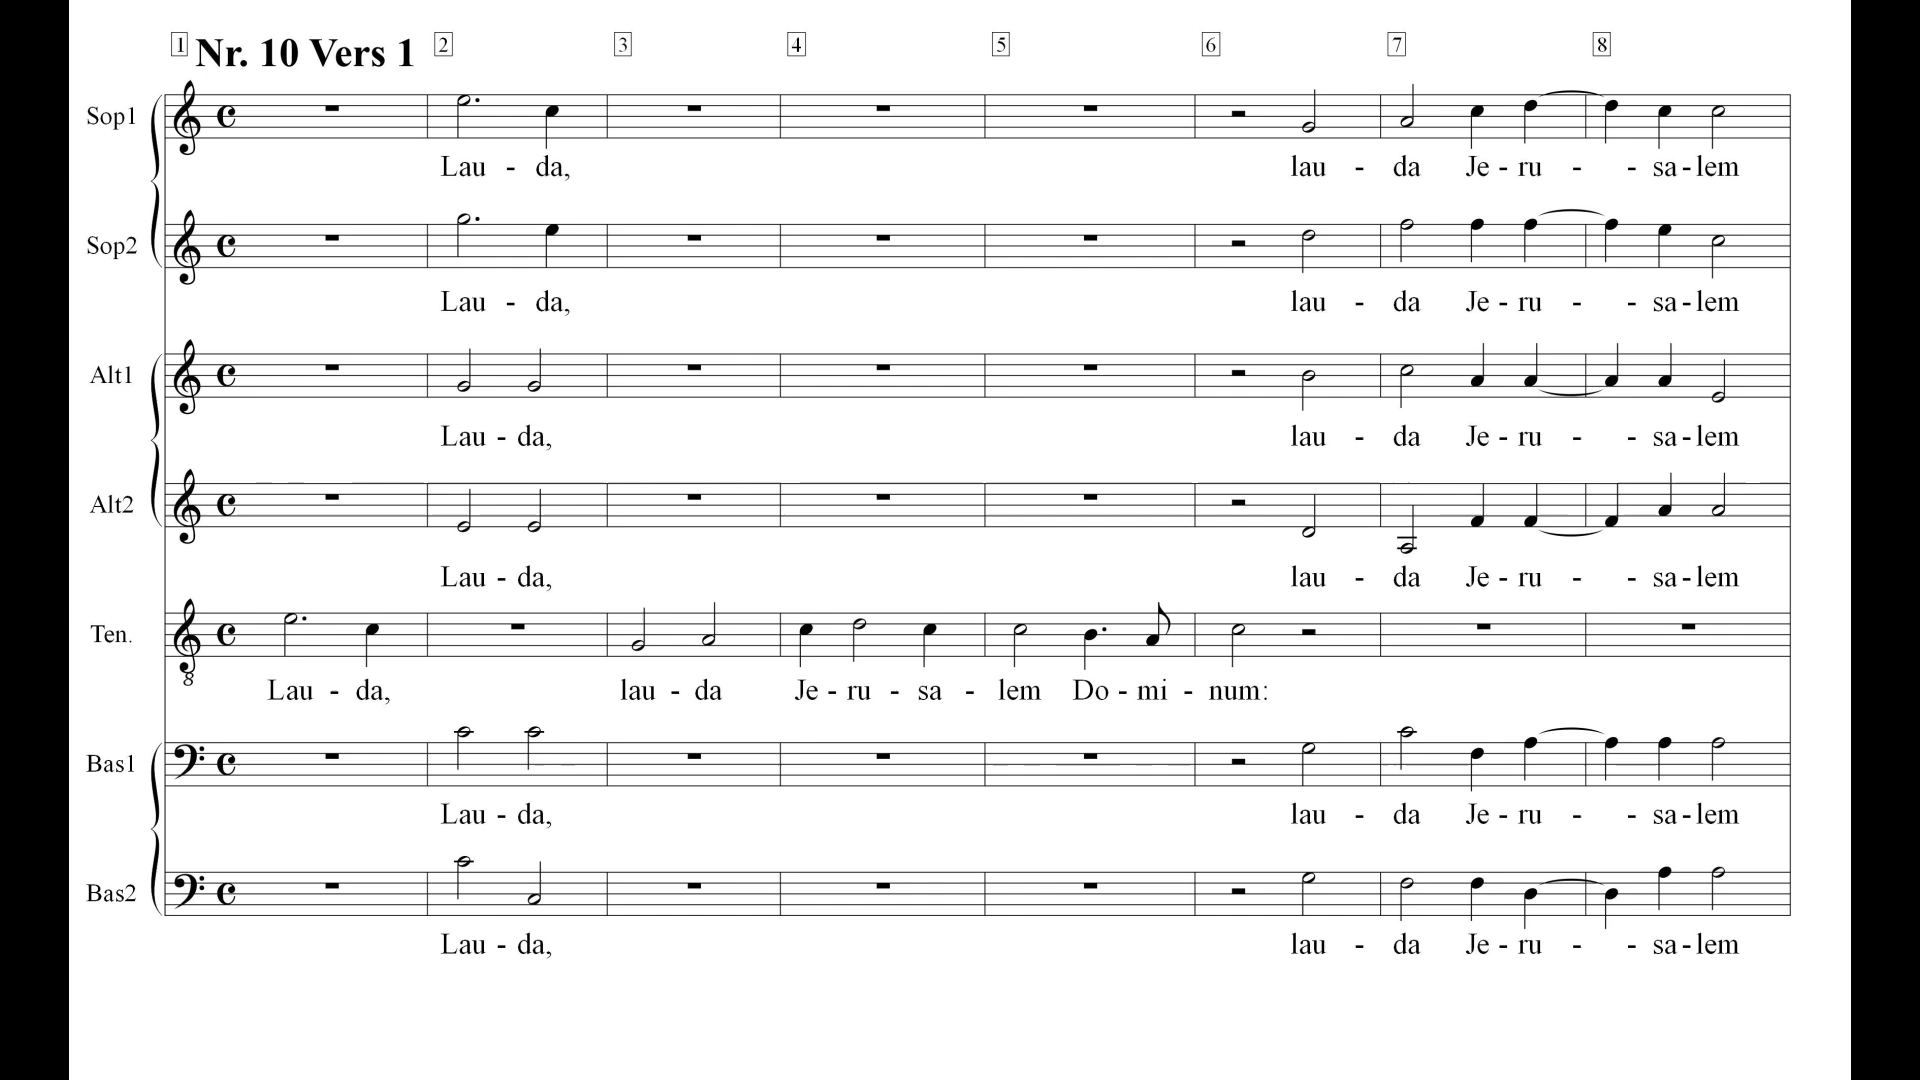 1 Nr. 10 Vers 1 2 3 4 5 6 7 8
Sop1
Lau - da, lau - da Je - ru - - sa - lem
Sop2
Lau - da, lau - da Je - ru - - sa - lem
Alt1
Lau - da, lau - da Je - ru - - sa - lem
Alt2
Lau - da, lau - da Je - ru - - sa - lem
Ten.
8
Lau - da, lau - da Je - ru - sa - lem Do - mi - num:
Bas1
Lau - da, lau - da Je - ru - - sa - lem
Bas2
Lau - da, lau - da Je - ru - - sa - lem